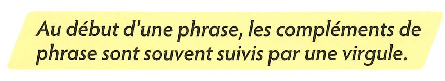 Au début d'une phrase, les compléments de
phrase sont souvent suivis par une virgule.